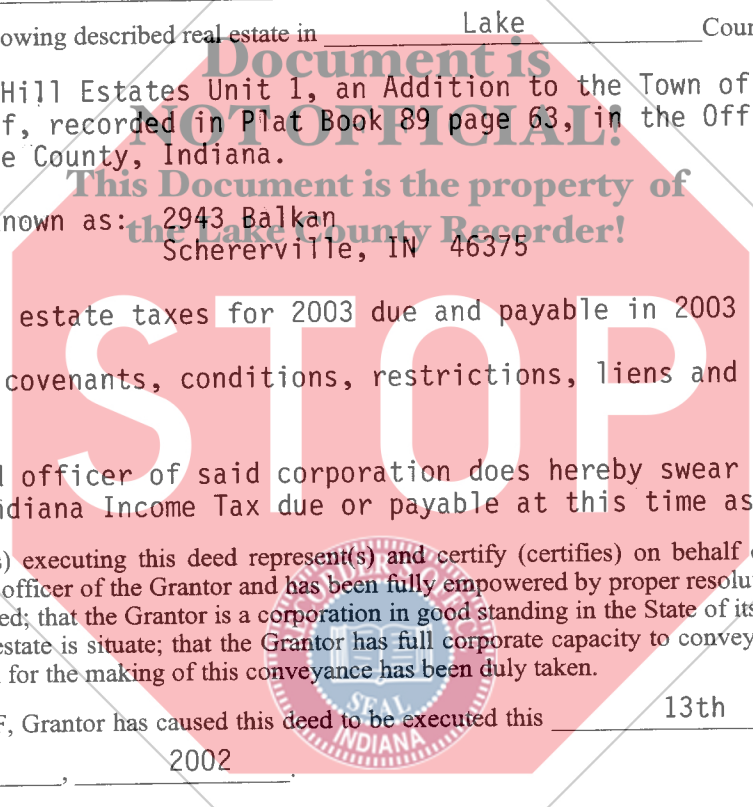 owing described real estate in Lake Coun
Document is
Hill Estates Unit 1, an Addition to the Town of
NOT OFFICIAL!
f, recorded in Plat Book 89 page 63, in the Off
e County, Indiana.
This Document is the property of
nown as: 2943 Balkan
the Lake County Recorder!
Schererville, IN 46375
estate taxes for 2003 due and payable in 2003
STOP
covenants, conditions, restrictions, liens and
l officer of said corporation does hereby swear
ndiana Income Tax due or payable at this time as
s) executing this deed represent(s) and certify (certifies) on behalf
officer of the Grantor and has been fully empowered by proper resolu
ed; that the Grantor is a corporation in good standing in the State of its
estate is situate; that the Grantor has full corporate capacity to convey
for the making of this conveyance has been duly taken.
RECORDER'S OFFICE
SEAL
INDIANA
F, Grantor has caused this deed to be executed this 13th
, 2002 .